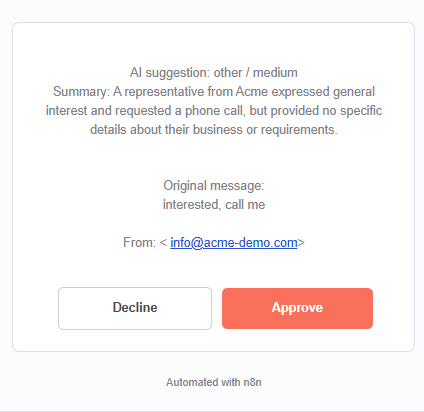 AI suggestion: other / medium
Summary: A representative from Acme expressed general
interest and requested a phone call, but provided no specific
details about their business or requirements.
Original message:
interested, call me
From: < info@acme-demo.com>
Decline
Approve
Automated with n8n